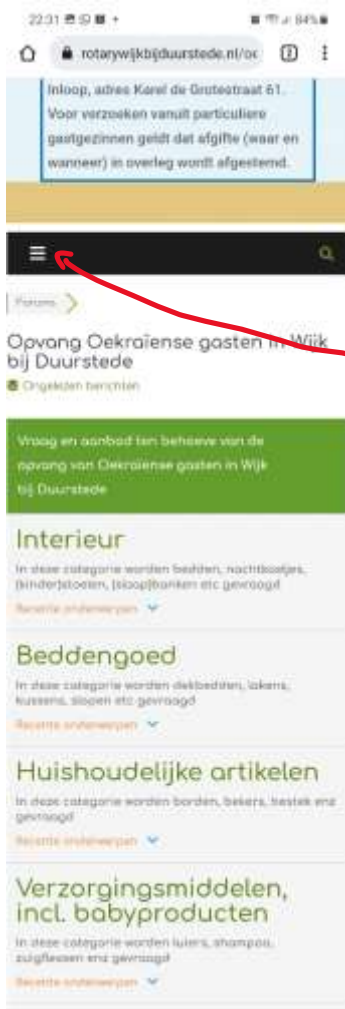 22:31
84%
rotarywijkbijduurstede.nl/oe
2
Inloop, adres Karel de Grotestraat 61.
Voor verzoeken vanuit particuliere
gastgezinnen geldt dat afgifte (waar en
wanneer) in overleg wordt afgestemd.
Forums
Opvang Oekraïense gasten in Wijk
bij Duurstede
Ongelezen berichten
Vraag en aanbod ten behoeve van de
opvang van Oekraïense gasten in Wijk
bij Duurstede
Interieur
In deze categorie worden bedden, nachtkastjes,
(kinder)stoelen, (slaap)banken etc gevraagd
Recente onderwerpen
Beddengoed
In deze categorie worden dekbedden, lakens,
kussens, slopen etc gevraagd
Recente onderwerpen
Huishoudelijke artikelen
In deze categorie worden borden, bekers, bestek enz
gevraagd
Recente onderwerpen
Verzorgingsmiddelen,
incl. babyproducten
In deze categorie worden luiers, shampoo,
zuigflessen enz gevraagd
Recente onderwerpen